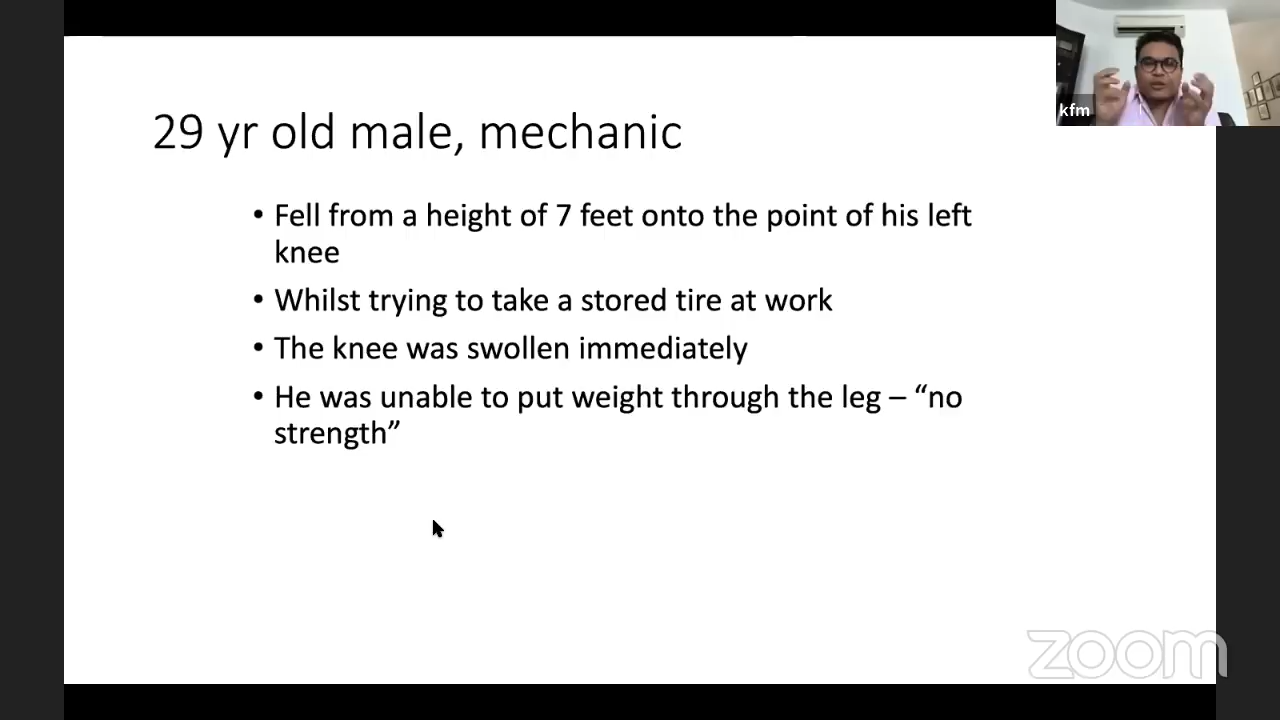 29 yr old male, mechanic
• Fell from a height of 7 feet onto the point of his left
knee
• Whilst trying to take a stored tire at work
• The knee was swollen immediately
• He was unable to put weight through the leg – “no
strength”
kfm
zoom